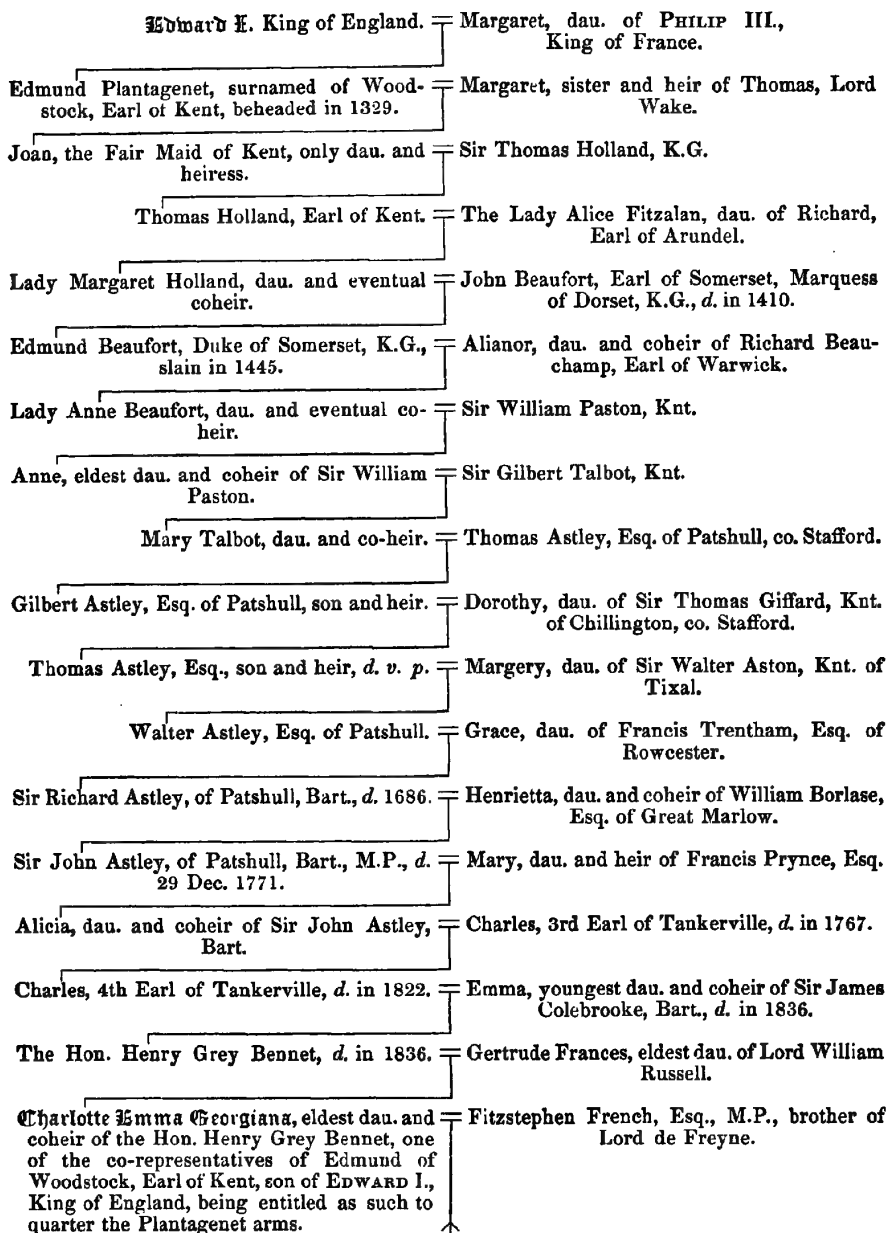 Edward I. King of England. = Margaret, dau. of PHILIP III.,
King of France.
Edmund Plantagenet, surnamed of Wood- = Margaret, sister and heir of Thomas, Lord
stock, Earl of Kent, beheaded in 1329. Wake.
Joan, the Fair Maid of Kent, only dau. and = Sir Thomas Holland, K.G.
heiress.
Thomas Holland, Earl of Kent. = The Lady Alice Fitzalan, dau. of Richard,
Earl of Arundel.
Lady Margaret Holland, dau. and eventual = John Beaufort, Earl of Somerset, Marquess
coheir. of Dorset, K.G., d. in 1410.
Edmund Beaufort, Duke of Somerset, K.G., = Alianor, dau. and coheir of Richard Beau-
slain in 1445. champ, Earl of Warwick.
Lady Anne Beaufort, dau. and eventual co- = Sir William Paston, Knt.
heir.
Anne, eldest dau. and coheir of Sir William = Sir Gilbert Talbot, Knt.
Paston.
Mary Talbot, dau. and co-heir. = Thomas Astley, Esq. of Patshull, co. Stafford.
Gilbert Astley, Esq. of Patshull, son and heir. = Dorothy, dau. of Sir Thomas Giffard, Knt.
of Chillington, co. Stafford.
Thomas Astley, Esq., son and heir, d. v. p. = Margery, dau. of Sir Walter Aston, Knt. of
Tixal.
Walter Astley, Esq. of Patshull. = Grace, dau. of Francis Trentham, Esq. of
Rowcester.
Sir Richard Astley, of Patshull, Bart., d. 1686. = Henrietta, dau. and coheir of William Borlase,
Esq. of Great Marlow.
Sir John Astley, of Patshull, Bart., M.P., d. = Mary, dau. and heir of Francis Prynce, Esq.
29 Dec. 1771.
Alicia, dau. and coheir of Sir John Astley, = Charles, 3rd Earl of Tankerville, d. in 1767.
Bart.
Charles, 4th Earl of Tankerville, d. in 1822. = Emma, youngest dau. and coheir of Sir James
Colebrooke, Bart., d. in 1836.
The Hon. Henry Grey Bennet, d. in 1836. = Gertrude Frances, eldest dau. of Lord William
Russell.
Charlotte Emma Georgiana, eldest dau. and = Fitzstephen French, Esq., M.P., brother of
coheir of the Hon. Henry Grey Bennet, one Lord de Freyne.
of the co-representatives of Edmund of
Woodstock, Earl of Kent, son of EDWARD I.,
King of England, being entitled as such to
quarter the Plantagenet arms.